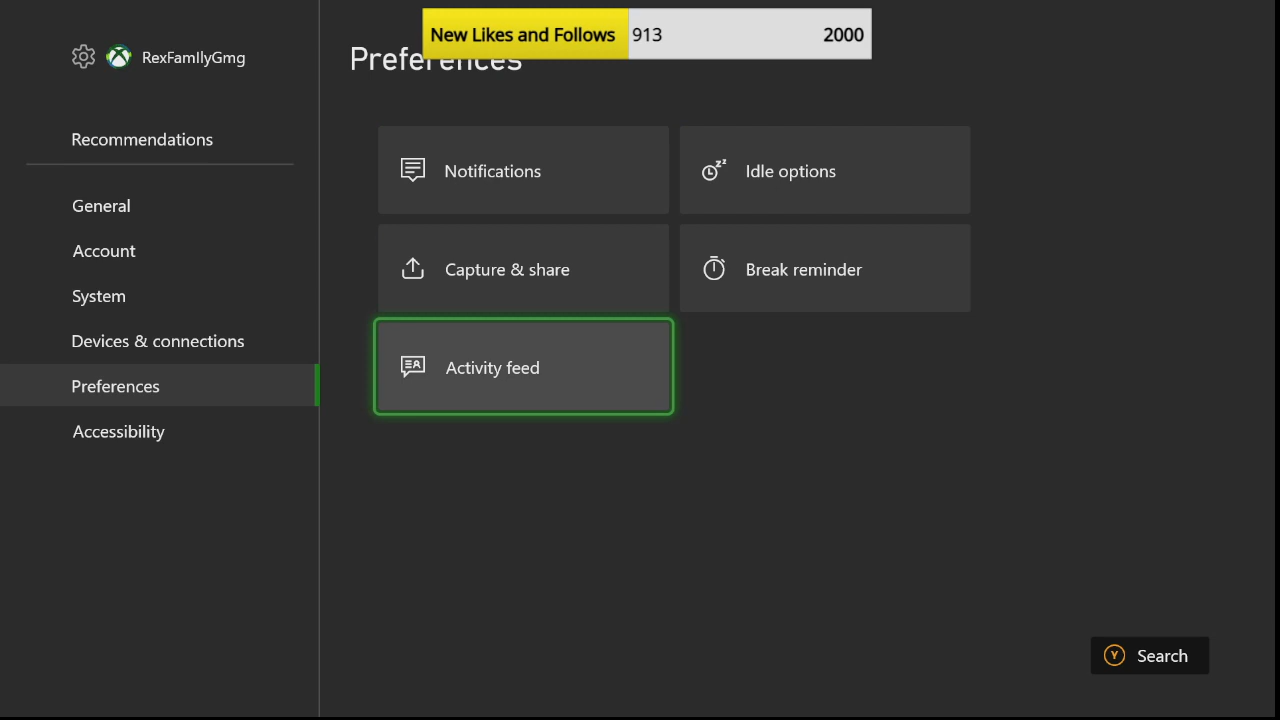 New Likes and Follows 913 2000
RexFamIlyGmg
Preferences
Recommendations
General
Account
System
Devices & connections
Preferences
Accessibility
Notifications
Idle options
Capture & share
Break reminder
Activity feed
Y Search